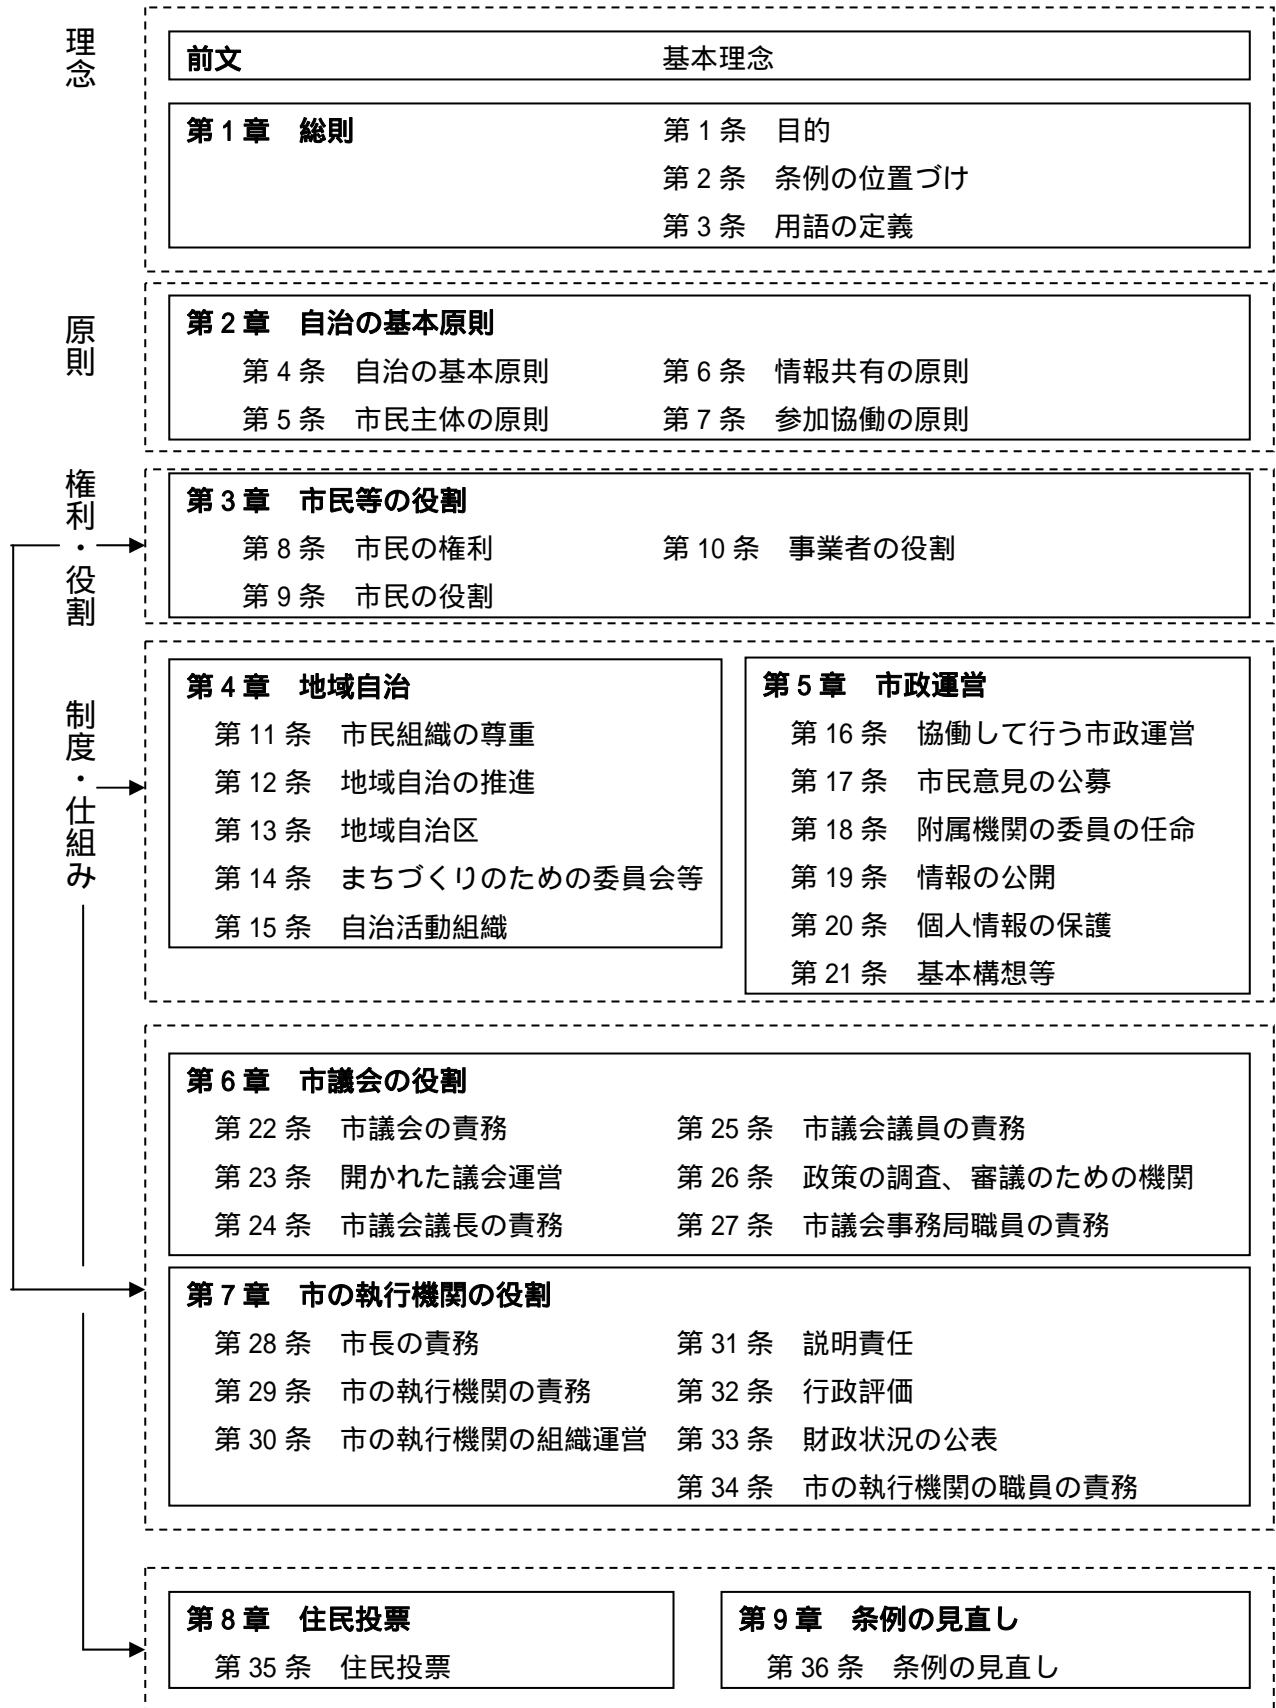 理念
前文　基本理念
第1章　総則　第1条　目的
第2条　条例の位置づけ
第3条　用語の定義
原則
第2章　自治の基本原則
第4条　自治の基本原則　第6条　情報共有の原則
第5条　市民主体の原則　第7条　参加協働の原則
権利・役割
第3章　市民等の役割
第8条　市民の権利　第10条　事業者の役割
第9条　市民の役割
制度・仕組み
第4章　地域自治
第11条　市民組織の尊重
第12条　地域自治の推進
第13条　地域自治区
第14条　まちづくりのための委員会等
第15条　自治活動組織
第5章　市政運営
第16条　協働して行う市政運営
第17条　市民意見の公募
第18条　附属機関の委員の任命
第19条　情報の公開
第20条　個人情報の保護
第21条　基本構想等
第6章　市議会の役割
第22条　市議会の責務　第25条　市議会議員の責務
第23条　開かれた議会運営　第26条　政策の調査、審議のための機関
第24条　市議会議長の責務　第27条　市議会事務局職員の責務
第7章　市の執行機関の役割
第28条　市長の責務　第31条　説明責任
第29条　市の執行機関の責務　第32条　行政評価
第30条　市の執行機関の組織運営　第33条　財政状況の公表
第34条　市の執行機関の職員の責務
第8章　住民投票
第35条　住民投票
第9章　条例の見直し
第36条　条例の見直し